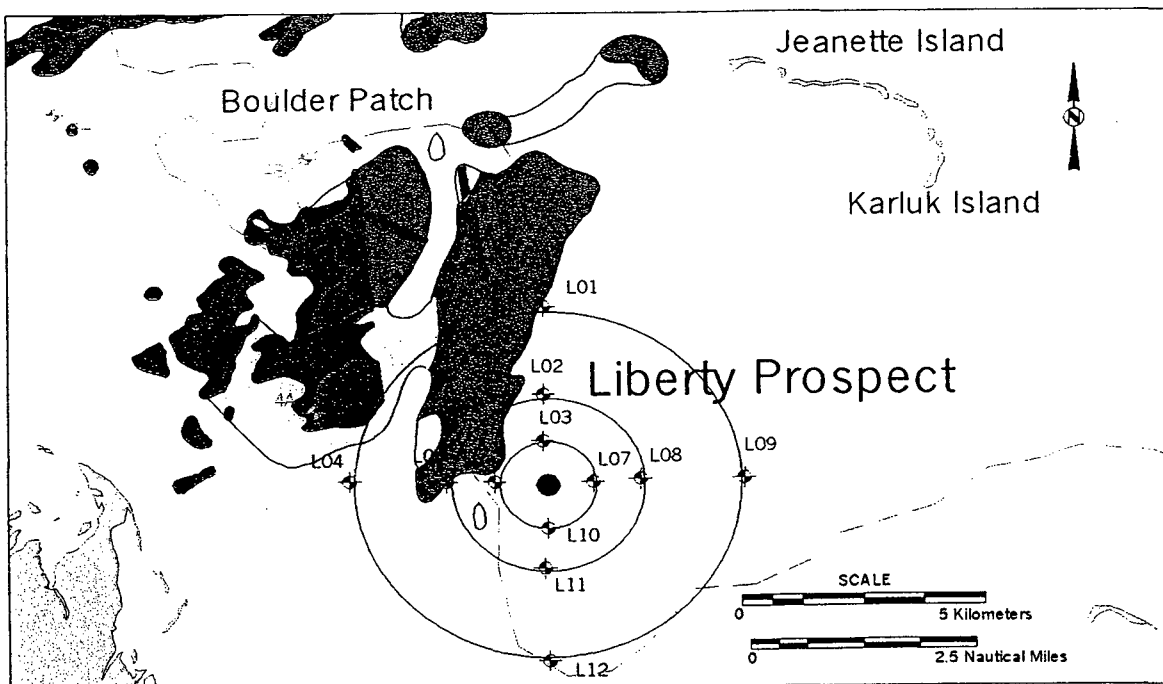 Jeanette Island
Boulder Patch
N
Karluk Island
L01
L02
Liberty Prospect
L03
L04
L0
L07
L08
L09
L10
L11
L12
SCALE
0
5 Kilometers
0
2.5 Nautical Miles